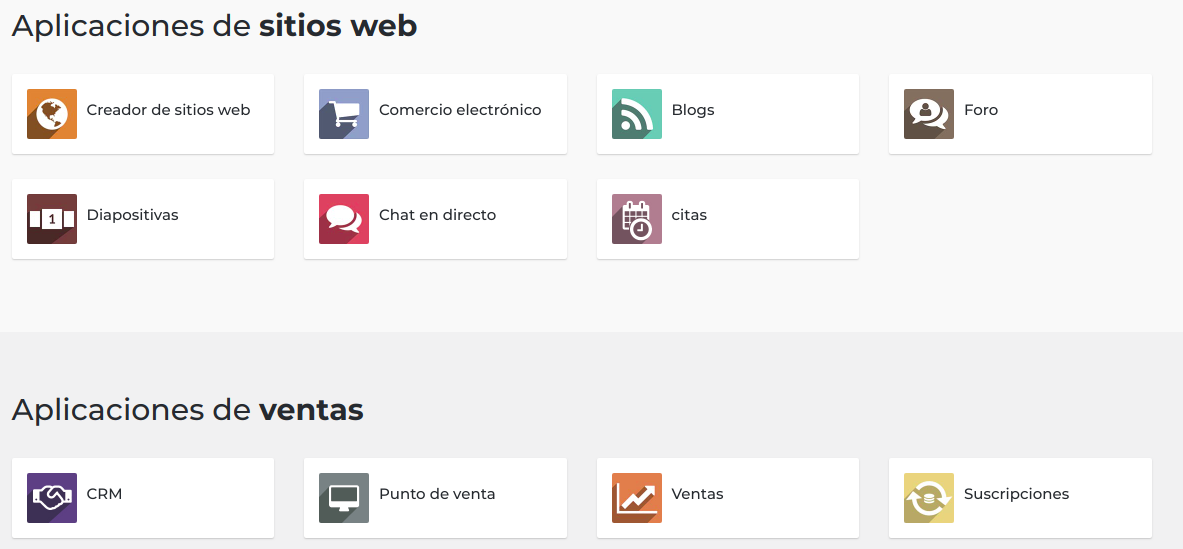 Aplicaciones de sitios web
Creador de sitios web
Comercio electrónico
Blogs
Foro
1
Diapositivas
Chat en directo
citas
Aplicaciones de ventas
CRM
Punto de venta
Ventas
Suscripciones